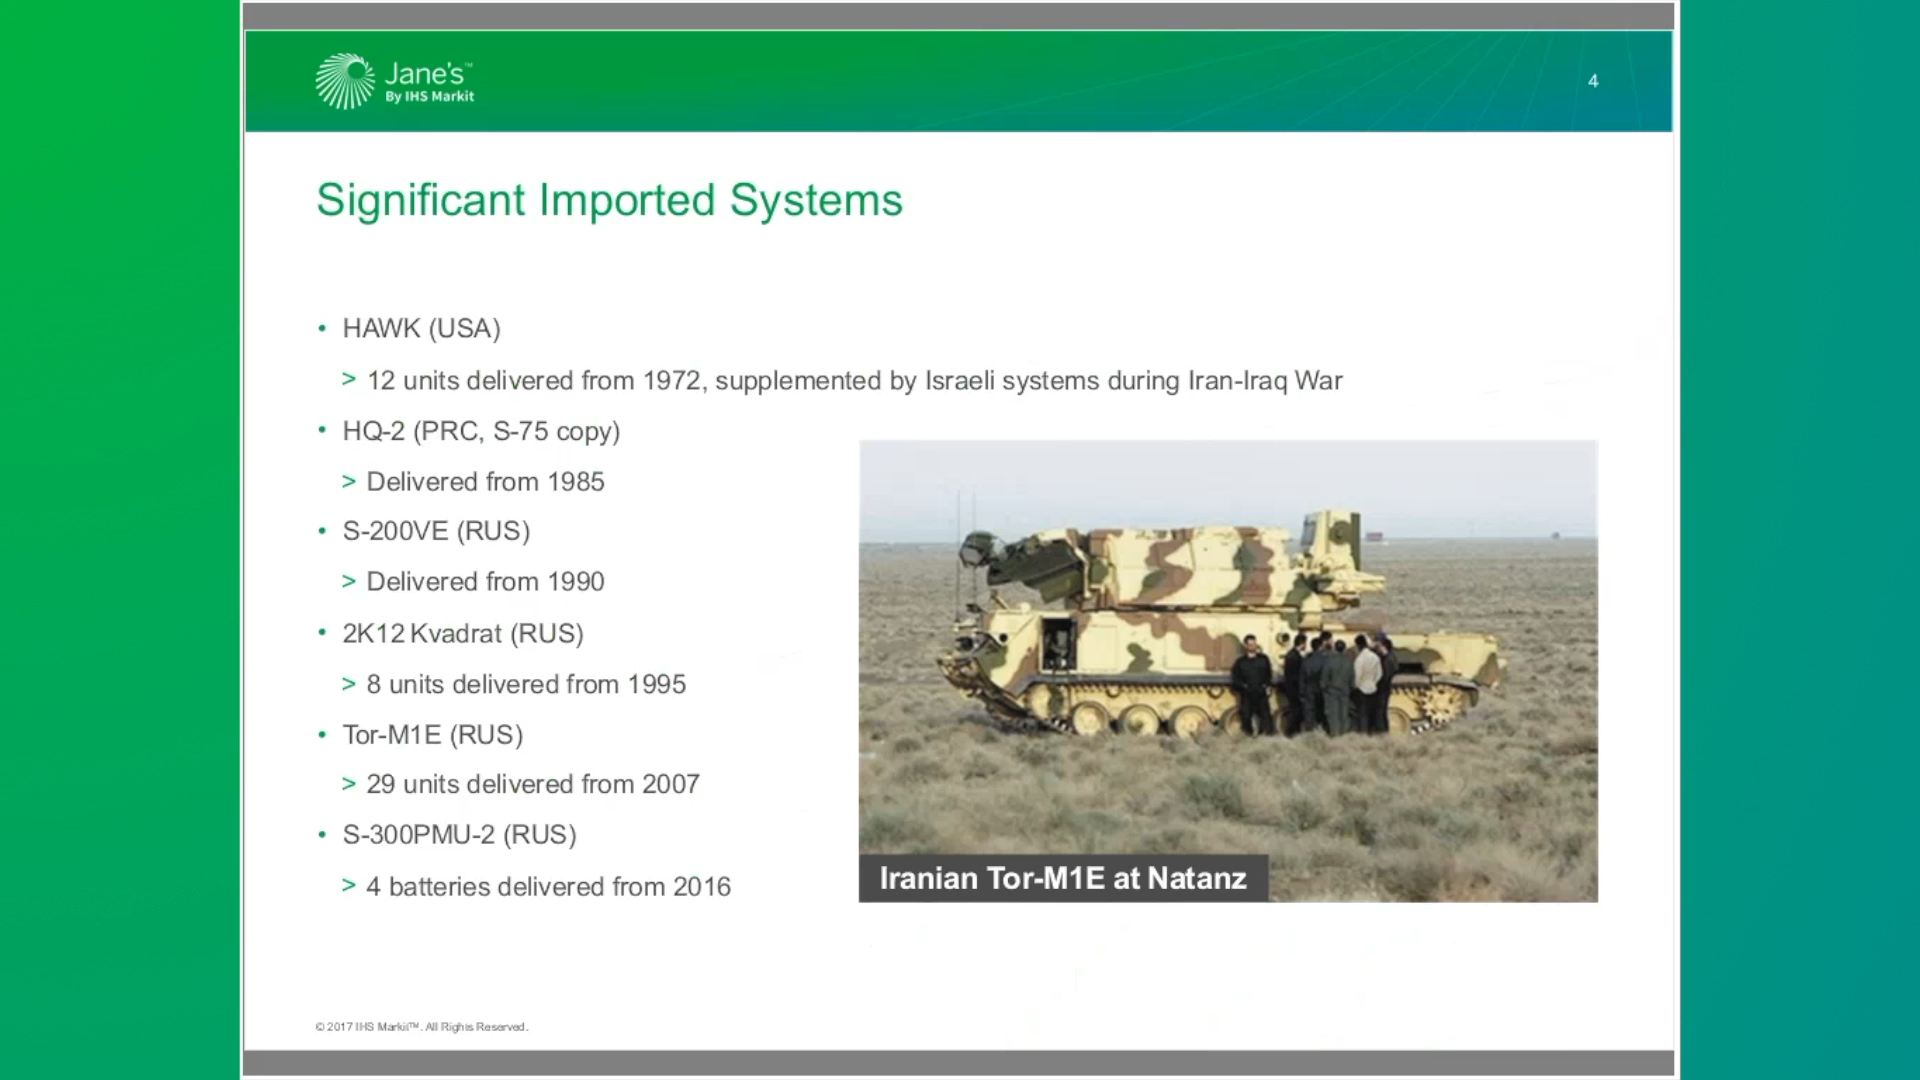 Jane's™
By IHS Markit
4
Significant Imported Systems
• HAWK (USA)
> 12 units delivered from 1972, supplemented by Israeli systems during Iran-Iraq War
• HQ-2 (PRC, S-75 copy)
> Delivered from 1985
• S-200VE (RUS)
> Delivered from 1990
• 2K12 Kvadrat (RUS)
> 8 units delivered from 1995
• Tor-M1E (RUS)
> 29 units delivered from 2007
• S-300PMU-2 (RUS)
> 4 batteries delivered from 2016
Iranian Tor-M1E at Natanz
© 2017 IHS Markit™. All Rights Reserved.